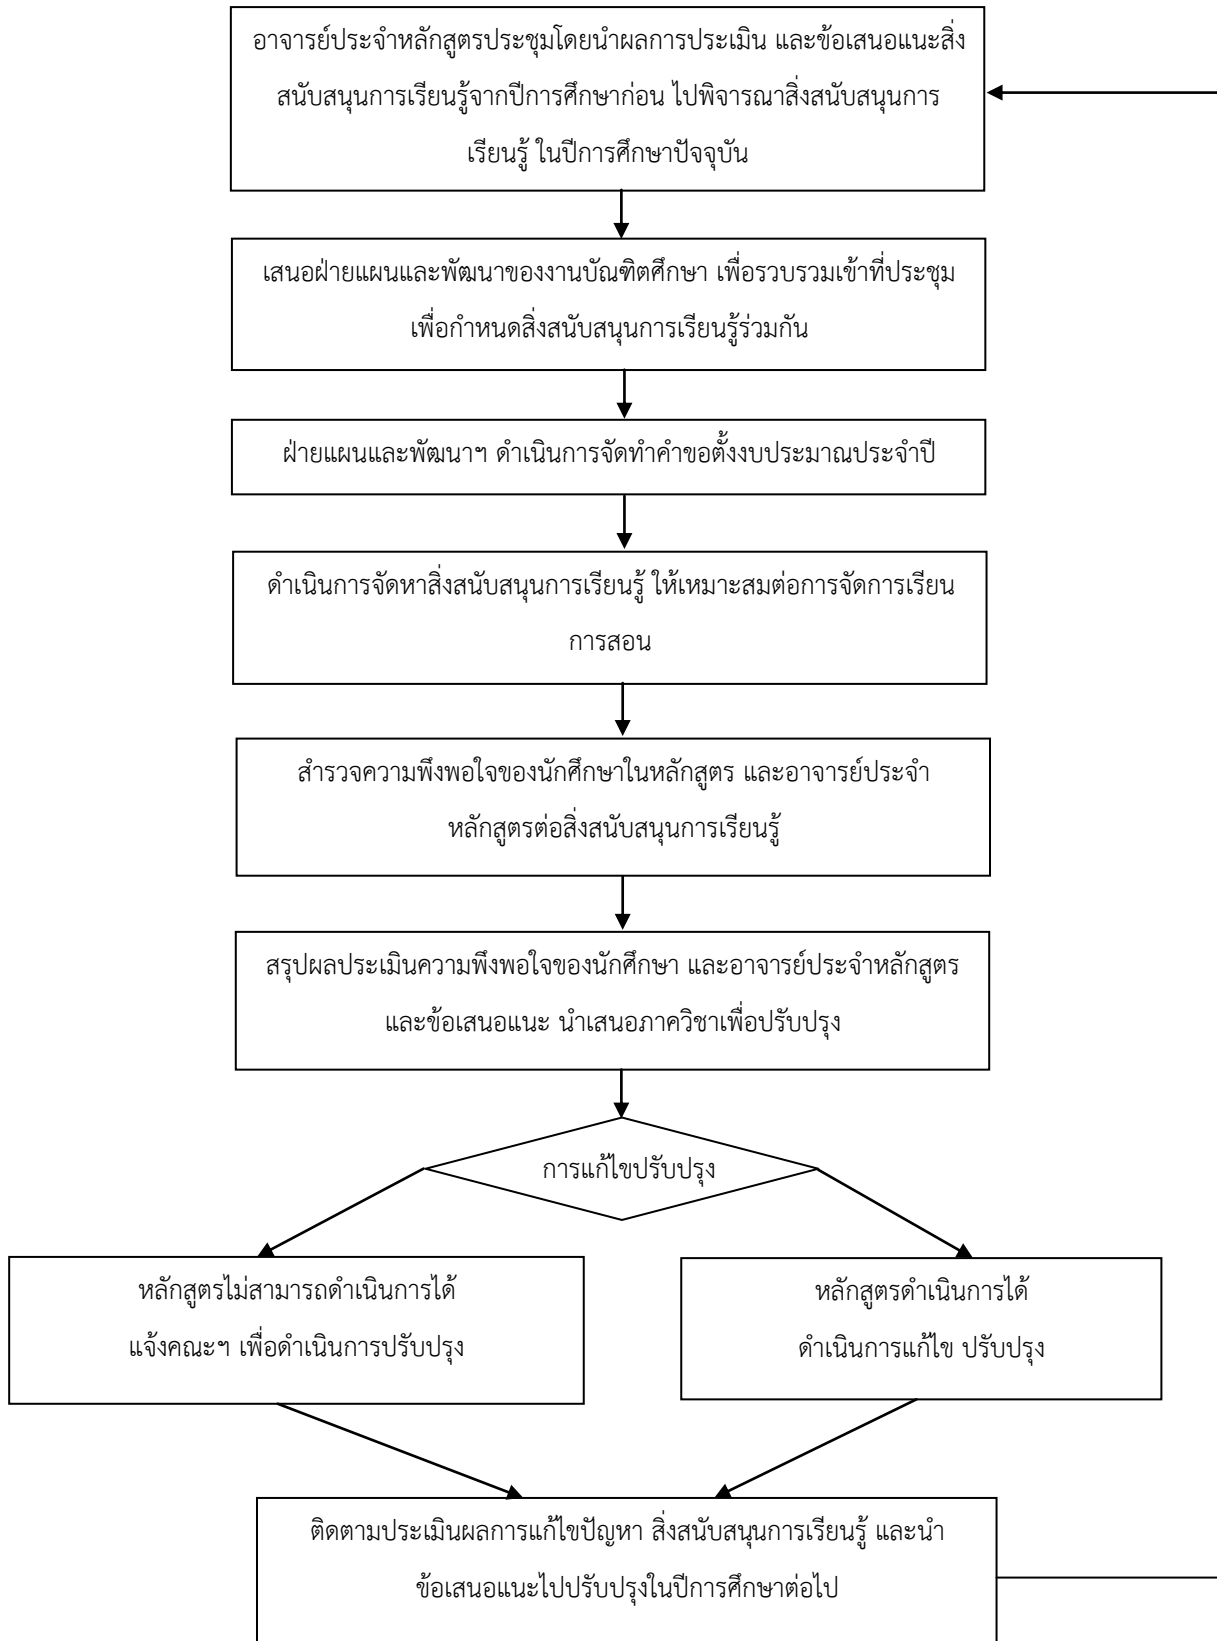 อาจารย์ประจำหลักสูตรประชุมโดยนำผลการประเมิน และข้อเสนอแนะสิ่ง
สนับสนุนการเรียนรู้จากปีการศึกษาก่อน ไปพิจารณาสิ่งสนับสนุนการ
เรียนรู้ ในปีการศึกษาปัจจุบัน
เสนอฝ่ายแผนและพัฒนาของงานบัณฑิตศึกษา เพื่อรวบรวมเข้าที่ประชุม
เพื่อกำหนดสิ่งสนับสนุนการเรียนรู้ร่วมกัน
ฝ่ายแผนและพัฒนาฯ ดำเนินการจัดทำคำขอตั้งงบประมาณประจำปี
ดำเนินการจัดหาสิ่งสนับสนุนการเรียนรู้ ให้เหมาะสมต่อการจัดการเรียน
การสอน
สำรวจความพึงพอใจของนักศึกษาในหลักสูตร และอาจารย์ประจำ
หลักสูตรต่อสิ่งสนับสนุนการเรียนรู้
สรุปผลประเมินความพึงพอใจของนักศึกษา และอาจารย์ประจำหลักสูตร
และข้อเสนอแนะ นำเสนอภาควิชาเพื่อปรับปรุง
การแก้ไขปรับปรุง
หลักสูตรไม่สามารถดำเนินการได้
แจ้งคณะฯ เพื่อดำเนินการปรับปรุง
หลักสูตรดำเนินการได้
ดำเนินการแก้ไข ปรับปรุง
ติดตามประเมินผลการแก้ไขปัญหา สิ่งสนับสนุนการเรียนรู้ และนำ
ข้อเสนอแนะไปปรับปรุงในปีการศึกษาต่อไป